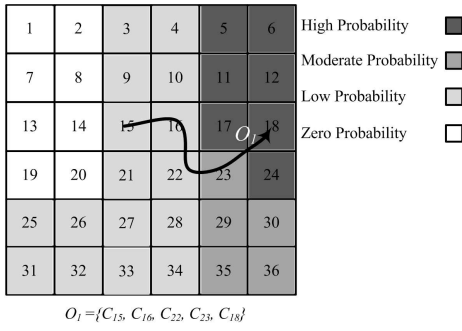 1 2 3 4 5 6
7 8 9 10 11 12
13 14 15 16 17 18
O1
19 20 21 22 23 24
25 26 27 28 29 30
31 32 33 34 35 36
High Probability
Moderate Probability
Low Probability
Zero Probability
O1 ={C15, C16, C22, C23, C18}